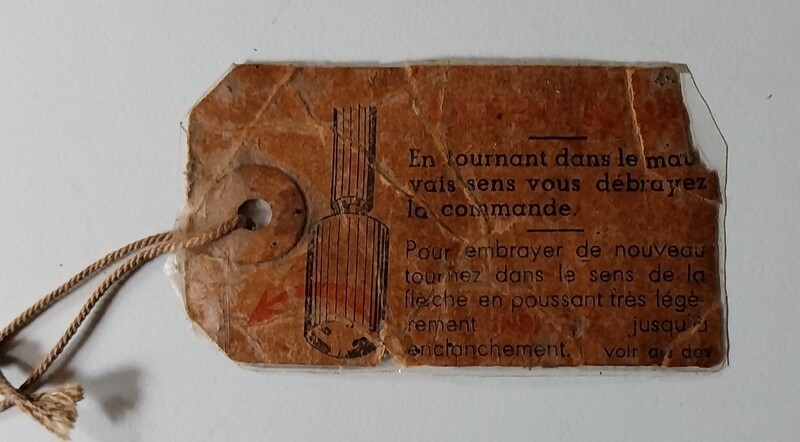 En tournant dans le mau
vais sens vous débrayez
la commande.
Pour embrayer de nouveau
tournez dans le sens de la
flèche en poussant très légè-
rement jusqu'à
enclanchement. voir au dos